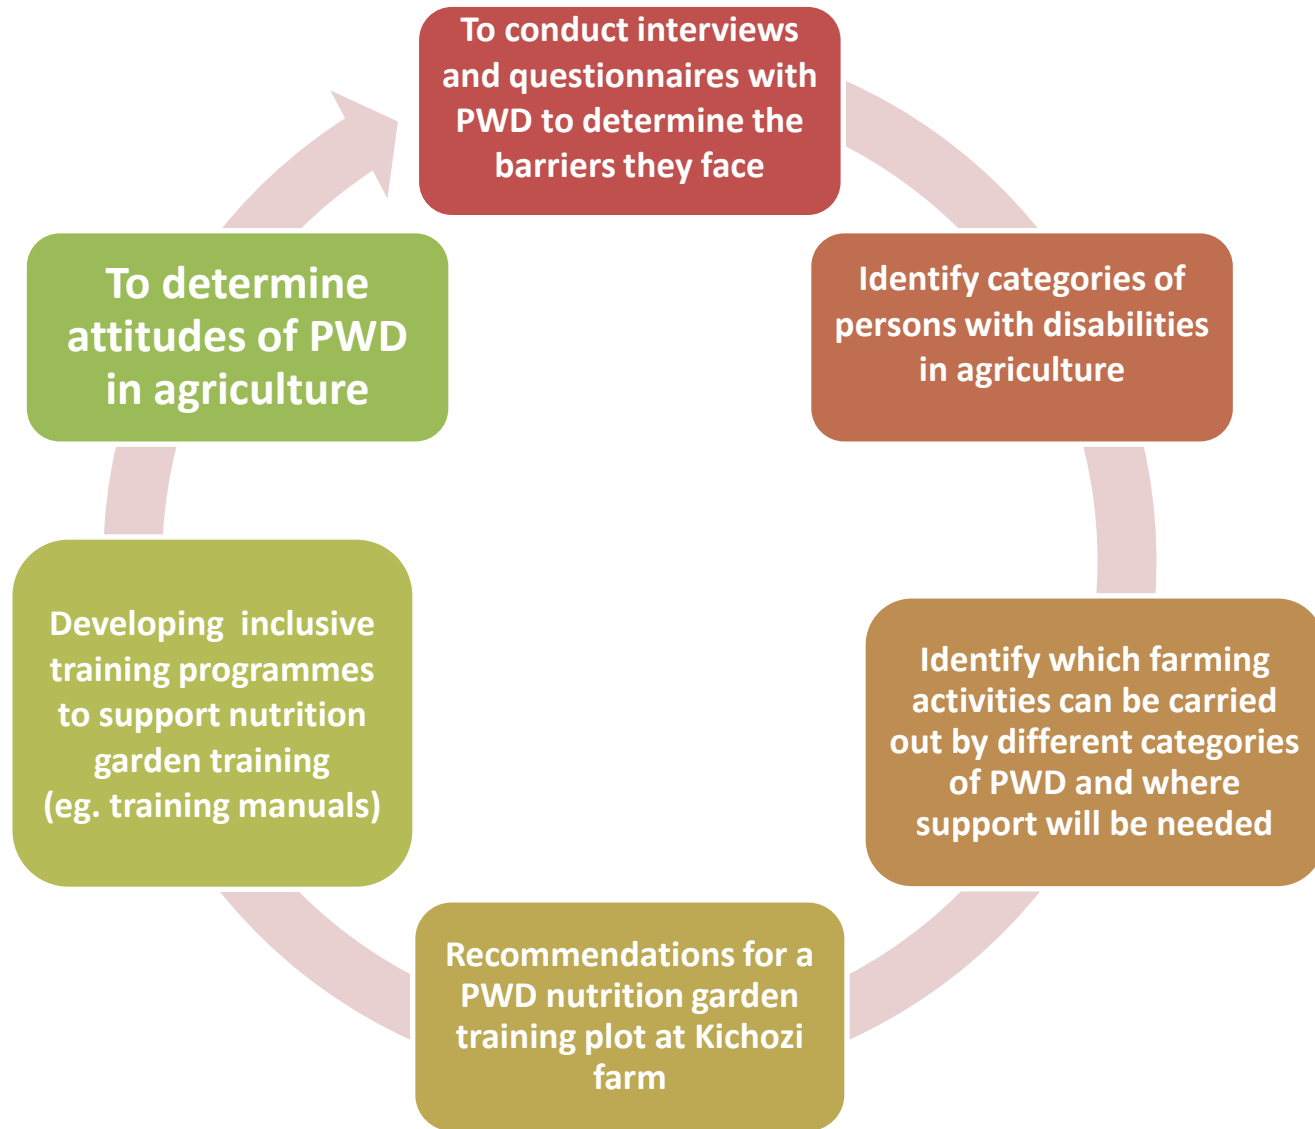 To conduct interviews
and questionnaires with
PWD to determine the
barriers they face
Identify categories of
persons with disabilities
in agriculture
Identify which farming
activities can be carried
out by different categories
of PWD and where
support will be needed
Recommendations for a
PWD nutrition garden
training plot at Kichozi
farm
Developing  inclusive
training programmes
to support nutrition
garden training
(eg. training manuals)
To determine
attitudes of PWD
in agriculture